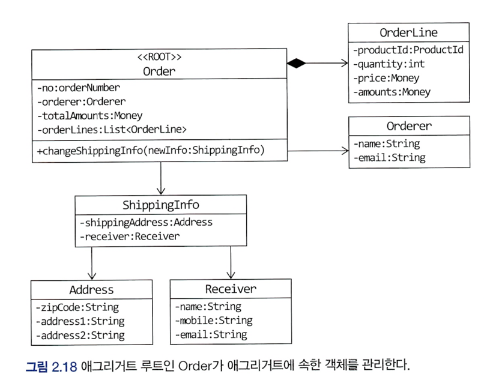 <<ROOT>>
Order
-no:orderNumber
-orderer:Orderer
-totalAmounts:Money
-orderLines:List<OrderLine>
+changeShippingInfo(newInfo:ShippingInfo)
OrderLine
-productId:ProductId
-quantity:int
-price:Money
-amounts:Money
Orderer
-name:String
-email:String
ShippingInfo
-shippingAddress:Address
-receiver:Receiver
Address
-zipCode:String
-address1:String
-address2:String
Receiver
-name:String
-mobile:String
-email:String
그림 2.18 애그리거트 루트인 Order가 애그리거트에 속한 객체를 관리한다.